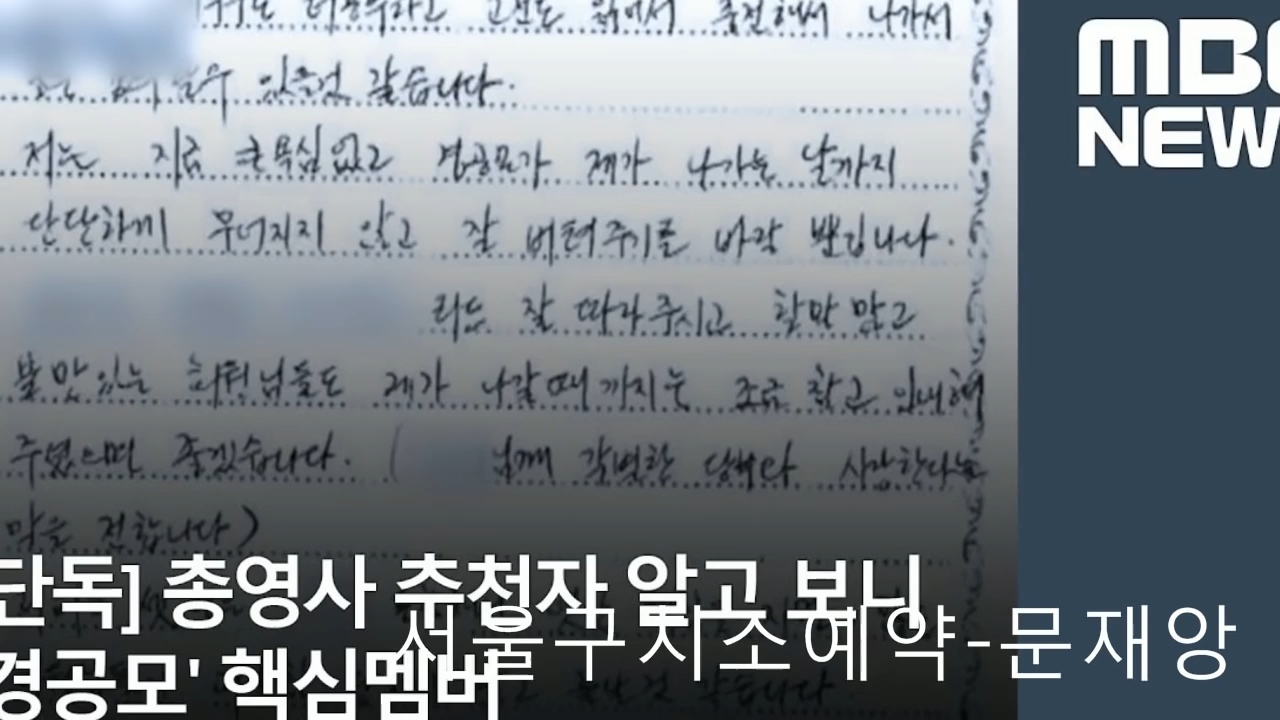 있을것 같습니다.
저는 지금 큰욕심없고 경공모가 제가 나가는 날까지
단단하게 무너지지 않고 잘 버텨주기를 바랄 뿐입니다.
잘 따라주시고 할말많고
불만있는 회원님들도 제가 나갈때까지는 조금 참고 인내해
주셨으면 좋겠습니다. ( 님께 각별한 당부다 사랑한다는
말을 전합니다)
MBC
NEW
단독] 총영사 추천자 알고 보니
경공모' 핵심멤버
서울구치소예약-문재앙